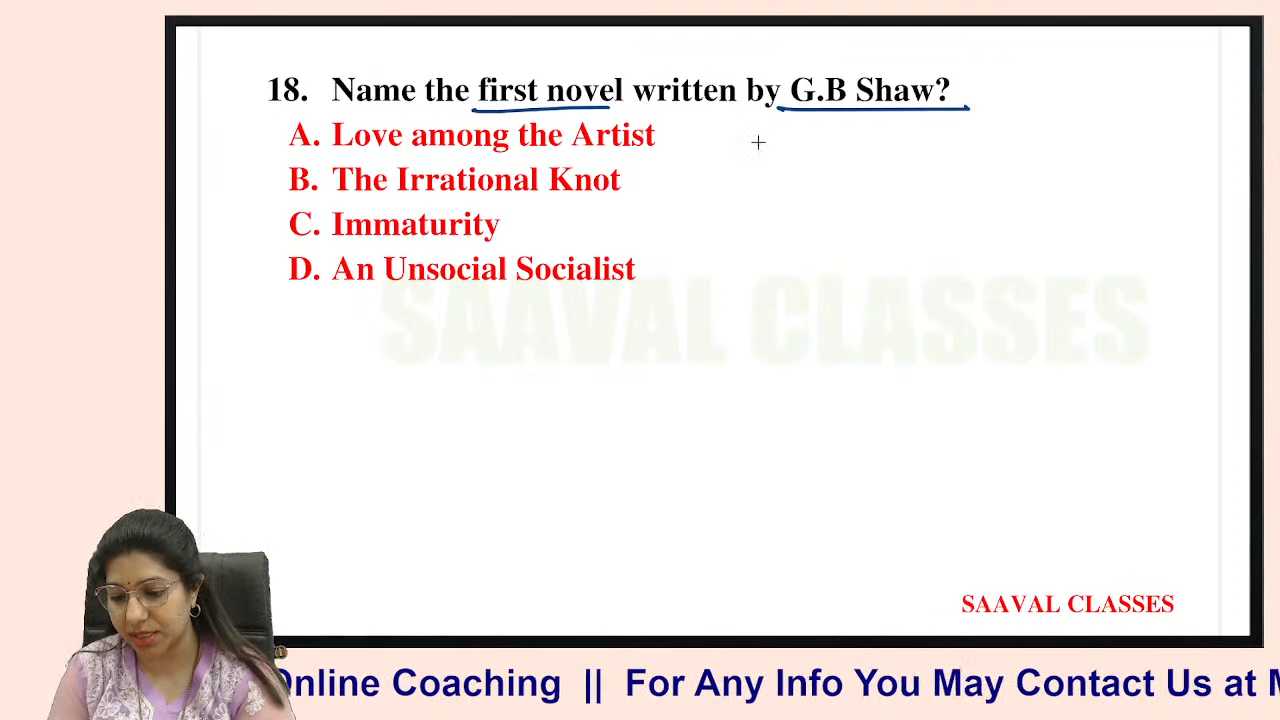 18. Name the first novel written by G.B Shaw?
A. Love among the Artist
B. The Irrational Knot
C. Immaturity
D. An Unsocial Socialist
SAAVAL CLASSES
SAAVAL CLASSES
Online Coaching || For Any Info You May Contact Us at